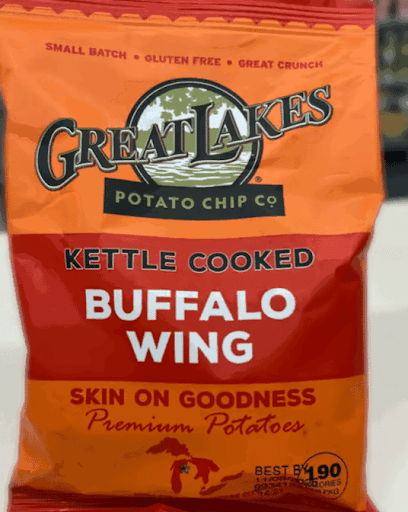 SMALL BATCH • GLUTEN FREE • GREAT CRUNCH
GREAT LAKES
POTATO CHIP Co
KETTLE COOKED
BUFFALO
WING
SKIN ON GOODNESS
Premium Potatoes
BEST BY
190